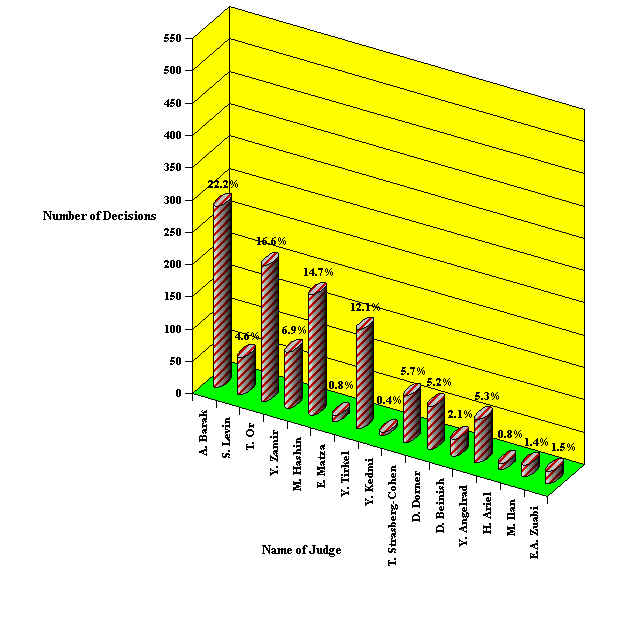 550
500
450
400
350
300
250
200
150
100
50
0
Number of Decisions
22.2%
4.6%
16.6%
6.9%
14.7%
0.8%
12.1%
0.4%
5.7%
5.2%
2.1%
5.3%
0.8%
1.4%
1.5%
A. Barak
S. Levin
T. Or
Y. Zamir
M. Hashin
E. Matza
Y. Tirkel
Y. Kedmi
T. Strasberg-Cohen
D. Dorner
D. Beinish
Y. Angelrad
H. Ariel
M. Ilan
E.A. Zuabi
Name of Judge